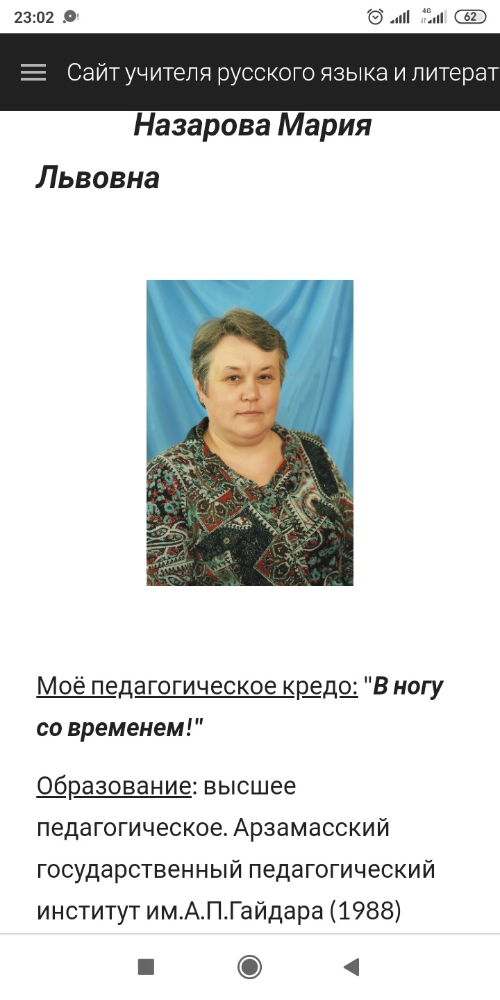 23:02
4G
62
Сайт учителя русского языка и литерат
Назарова Мария
Львовна
Моё педагогическое кредо: "В ногу
со временем!"
Образование: высшее
педагогическое. Арзамасский
государственный педагогический
институт им.А.П.Гайдара (1988)